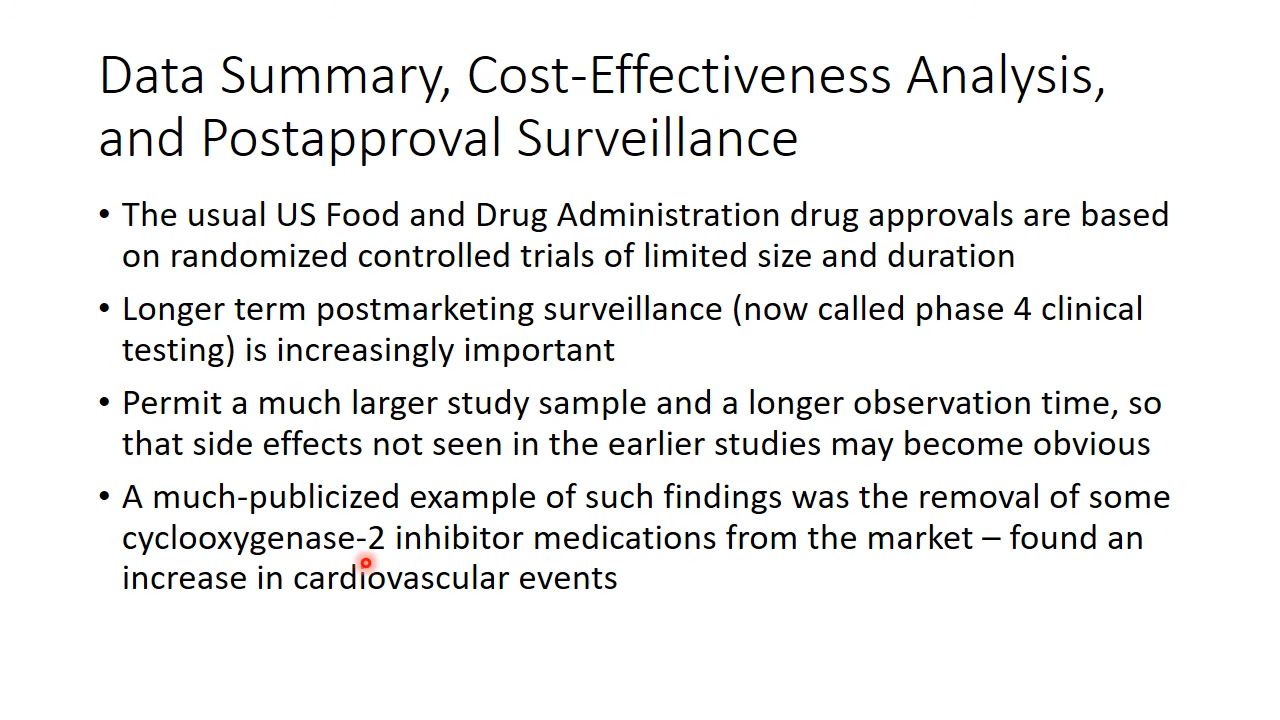 Data Summary, Cost-Effectiveness Analysis,
and Postapproval Surveillance
• The usual US Food and Drug Administration drug approvals are based
on randomized controlled trials of limited size and duration
• Longer term postmarketing surveillance (now called phase 4 clinical
testing) is increasingly important
• Permit a much larger study sample and a longer observation time, so
that side effects not seen in the earlier studies may become obvious
• A much-publicized example of such findings was the removal of some
cyclooxygenase-2 inhibitor medications from the market – found an
increase in cardiovascular events